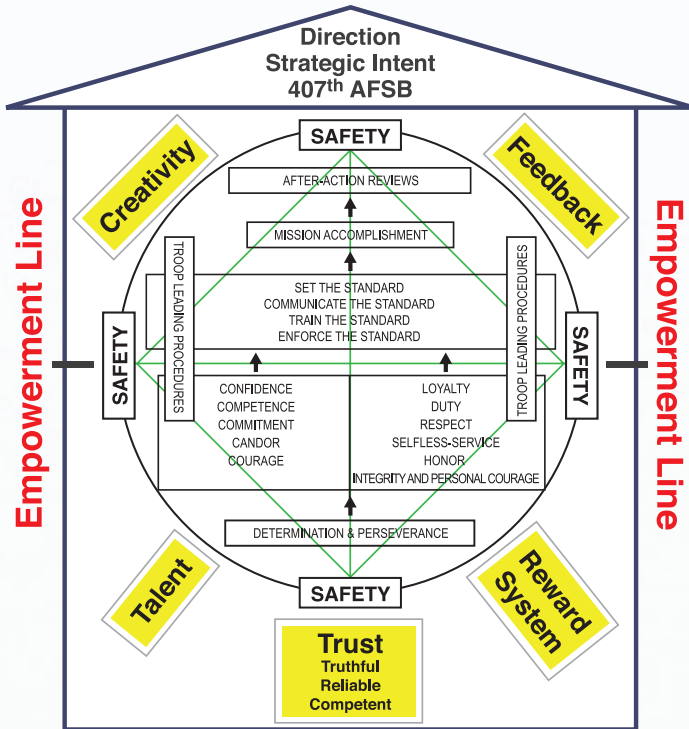 Direction
Strategic Intent
407th AFSB
SAFETY
Creativity
Feedback
AFTER-ACTION REVIEWS
MISSION ACCOMPLISHMENT
TROOP LEADING PROCEDURES
SET THE STANDARD
COMMUNICATE THE STANDARD
TRAIN THE STANDARD
ENFORCE THE STANDARD
TROOP LEADING PROCEDURES
Empowerment Line
SAFETY
SAFETY
Empowerment Line
CONFIDENCE
COMPETENCE
COMMITMENT
CANDOR
COURAGE
LOYALTY
DUTY
RESPECT
SELFLESS-SERVICE
HONOR
INTEGRITY AND PERSONAL COURAGE
DETERMINATION & PERSEVERANCE
SAFETY
Talent
Reward
System
Trust
Truthful
Reliable
Competent